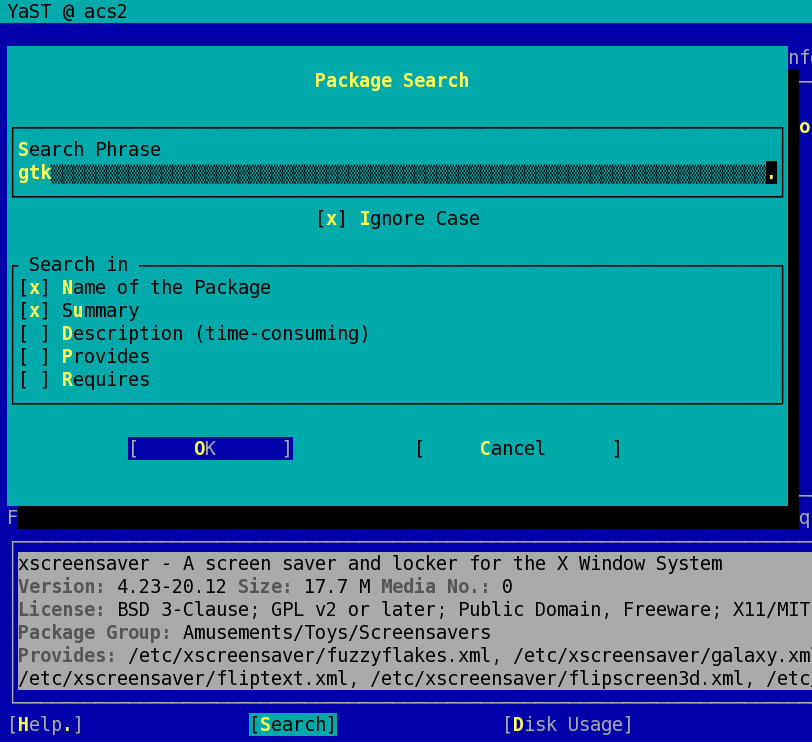 YaST @ acs2
nfo
Package Search
o
Search Phrase
gtk .
[x] Ignore Case
Search in
[x] Name of the Package
[x] Summary
[ ] Description (time-consuming)
[ ] Provides
[ ] Requires
[ OK ] [ Cancel ]
F q
xscreensaver - A screen saver and locker for the X Window System
Version: 4.23-20.12 Size: 17.7 M Media No.: 0
License: BSD 3-Clause; GPL v2 or later; Public Domain, Freeware; X11/MIT
Package Group: Amusements/Toys/Screensavers
Provides: /etc/xscreensaver/fuzzyflakes.xml, /etc/xscreensaver/galaxy.xm
/etc/xscreensaver/fliptext.xml, /etc/xscreensaver/flipscreen3d.xml, /etc/
[Help.] [Search] [Disk Usage]